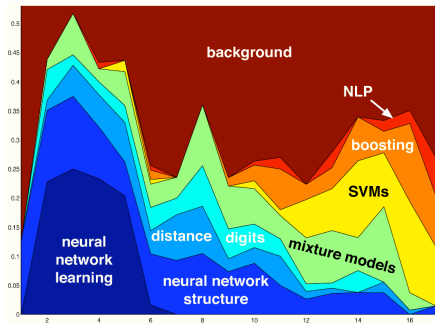 background
NLP
boosting
SVMs
neural
network
learning
distance
digits
mixture models
neural network
structure
0.5
0.45
0.4
0.35
0.3
0.25
0.2
0.15
0.1
0.05
0
2 4 6 8 10 12 14 16